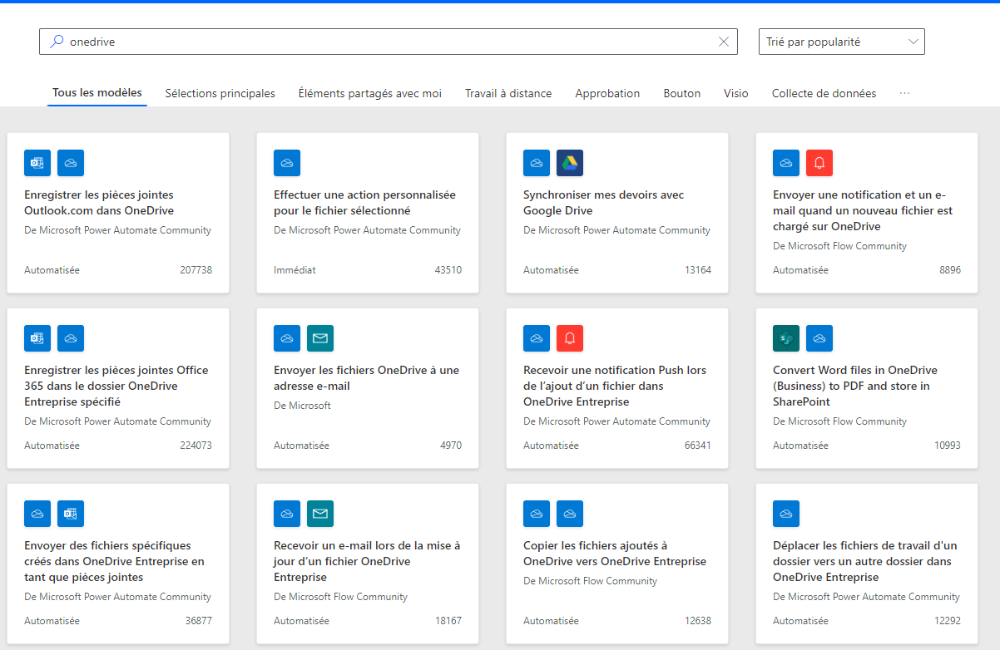 onedrive
Trié par popularité
Tous les modèles
Sélections principales
Éléments partagés avec moi
Travail à distance
Approbation
Bouton
Visio
Collecte de données
...
Enregistrer les pièces jointes
Outlook.com dans OneDrive
De Microsoft Power Automate Community
Automatisée
207738
Effectuer une action personnalisée
pour le fichier sélectionné
De Microsoft Power Automate Community
Immédiat
43510
Synchroniser mes devoirs avec
Google Drive
De Microsoft Power Automate Community
Automatisée
13164
Envoyer une notification et un e-
mail quand un nouveau fichier est
chargé sur OneDrive
De Microsoft Flow Community
Automatisée
8896
Enregistrer les pièces jointes Office
365 dans le dossier OneDrive
Entreprise spécifié
De Microsoft Power Automate Community
Automatisée
224073
Envoyer les fichiers OneDrive à une
adresse e-mail
De Microsoft
Automatisée
4970
Recevoir une notification Push lors
de l’ajout d’un fichier dans
OneDrive Entreprise
De Microsoft Power Automate Community
Automatisée
66341
Convert Word files in OneDrive
(Business) to PDF and store in
SharePoint
De Microsoft Flow Community
Automatisée
10993
Envoyer des fichiers spécifiques
créés dans OneDrive Entreprise en
tant que pièces jointes
De Microsoft Power Automate Community
Automatisée
36877
Recevoir un e-mail lors de la mise à
jour d’un fichier OneDrive
Entreprise
De Microsoft Flow Community
Automatisée
18167
Copier les fichiers ajoutés à
OneDrive vers OneDrive Entreprise
De Microsoft Flow Community
Automatisée
12638
Déplacer les fichiers de travail d'un
dossier vers un autre dossier dans
OneDrive Entreprise
De Microsoft Power Automate Community
Automatisée
12292